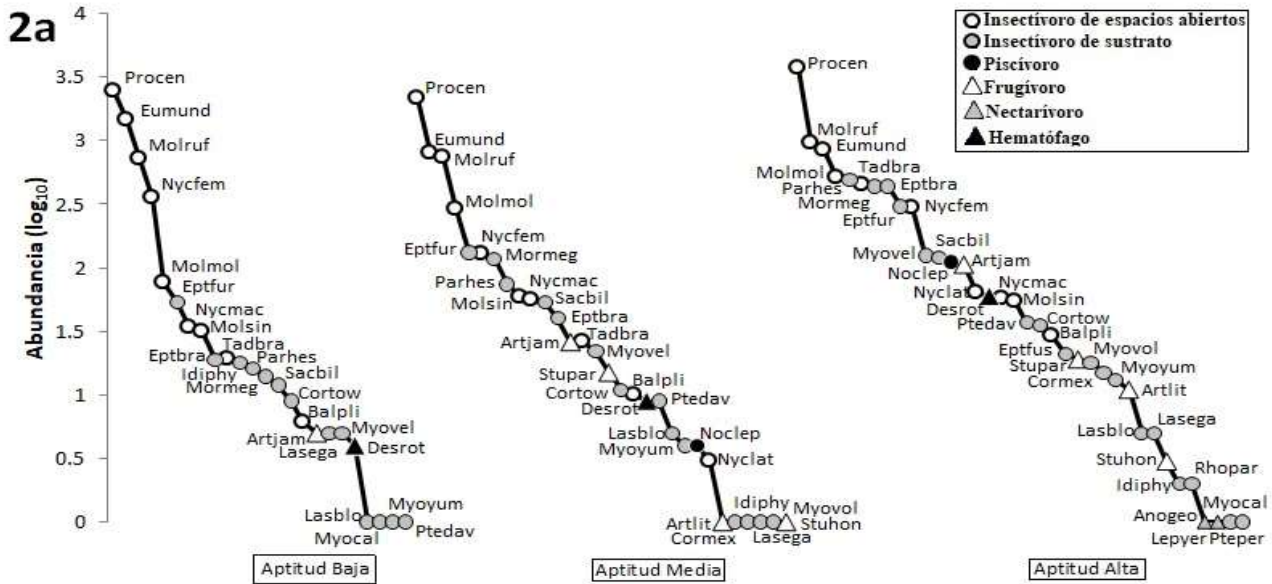 2a
Abundancia (log10)
4
3.5
3
2.5
2
1.5
1
0.5
0
Insectívoro de espacios abiertos
Insectívoro de sustrato
Piscívoro
Frugívoro
Nectarívoro
Hematófago
Procen
Eumund
Molruf
Nycfem
Molmol
Eptfur
Nycmac
Molsin
Tadbra
Eptbra
Parhes
Idiphy
Mormeg
Sacbil
Cortow
Balpli
Artjam
Myovel
Lasega
Desrot
Lasblo
Myoyum
Myocal
Ptedav
Aptitud Baja
Procen
Eumund
Molruf
Molmol
Nycfem
Eptfur
Mormeg
Parhes
Nycmac
Molsin
Sacbil
Eptbra
Tadbra
Artjam
Myovel
Stupar
Balpli
Cortow
Desrot
Ptedav
Lasblo
Noclep
Myoyum
Nyclat
Idiphy
Myovol
Artlit
Stuhon
Cormex
Lasega
Aptitud Media
Procen
Molruf
Eumund
Molmol
Tadbra
Parhes
Eptbra
Mormeg
Eptfur
Nycfem
Sacbil
Myovel
Artjam
Noclep
Nyclat
Nycmac
Desrot
Molsin
Ptedav
Cortow
Balpli
Eptfus
Stupar
Myovol
Cormex
Myoyum
Artlit
Lasblo
Lasega
Stuhon
Rhopar
Idiphy
Anogeo
Myocal
Lepyer
Pteper
Aptitud Alta